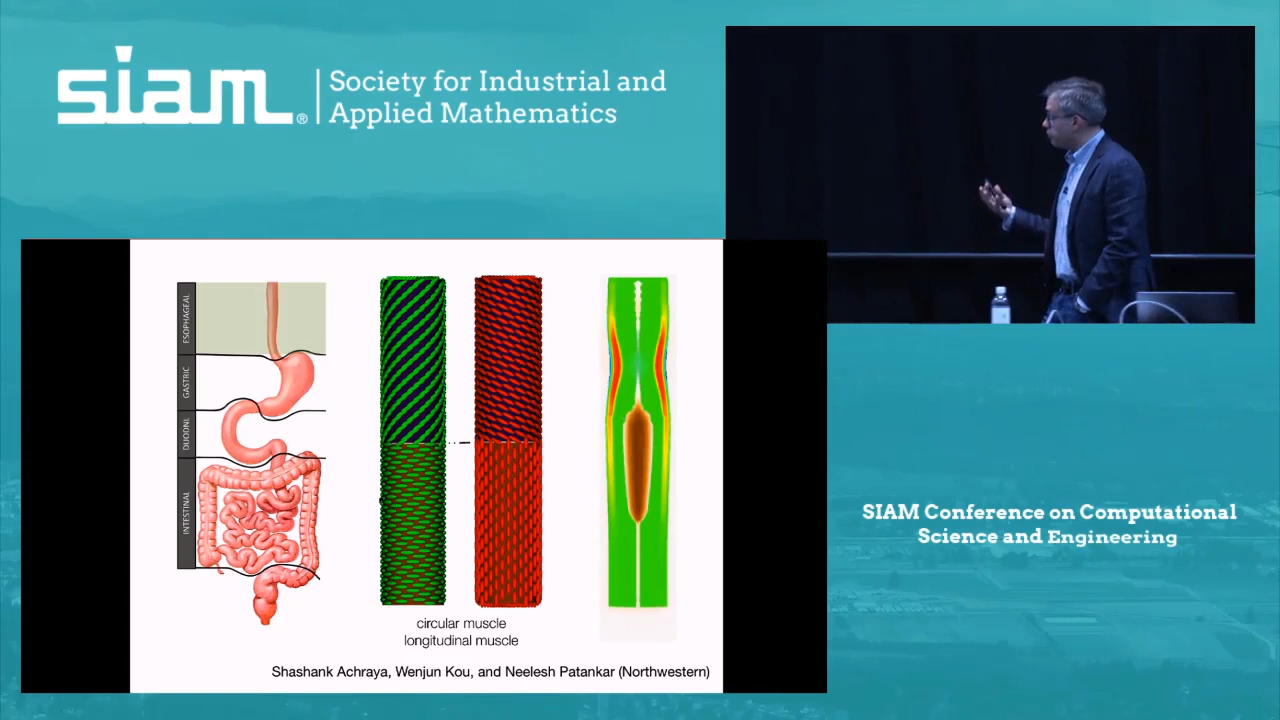 siam® Society for Industrial and
Applied Mathematics
ESOPHAGEAL
GASTRIC
DUODNL
INTESTINAL
circular muscle
longitudinal muscle
Shashank Achraya, Wenjun Kou, and Neelesh Patankar (Northwestern)
SIAM Conference on Computational
Science and Engineering